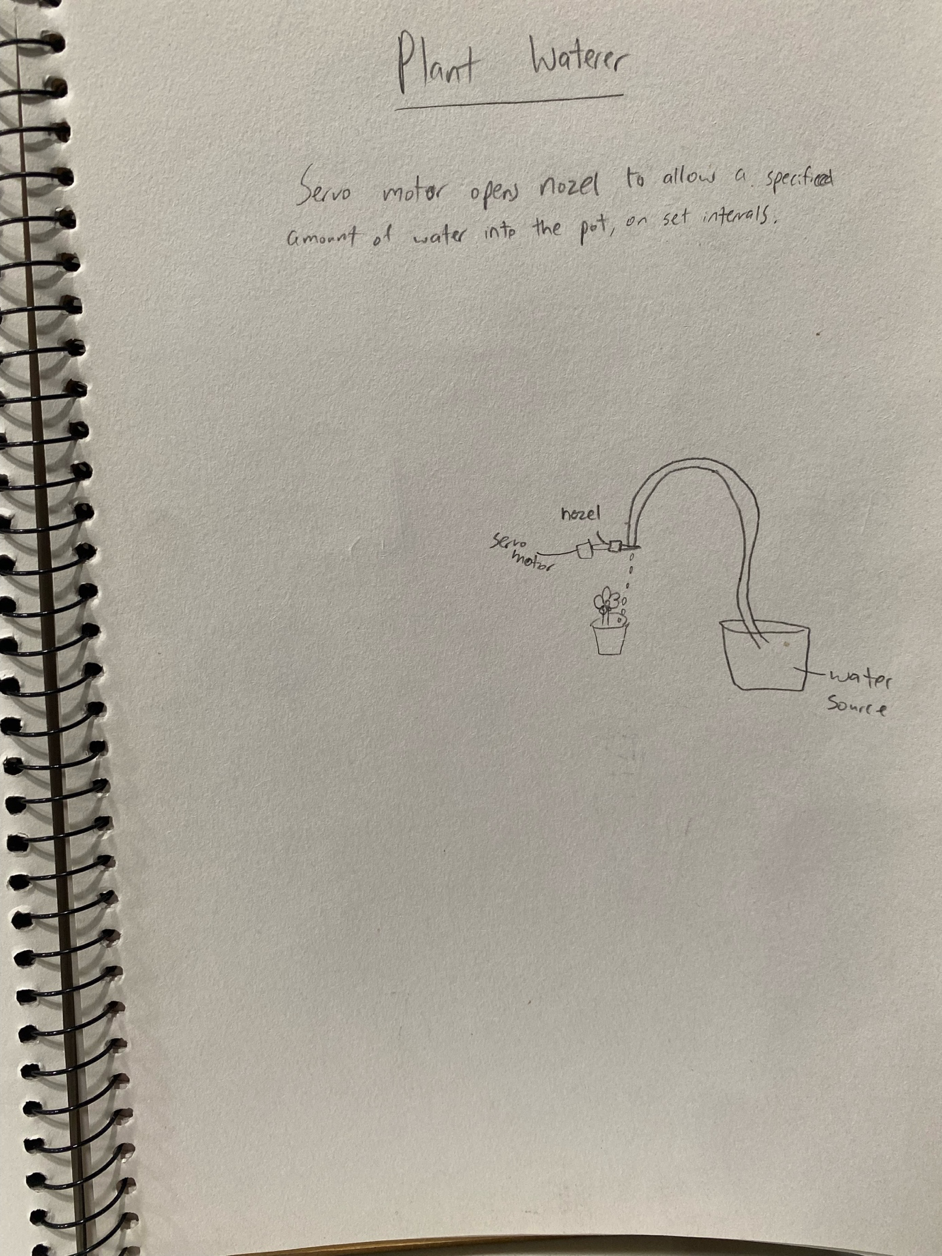 Plant Waterer
Servo motor opens nozel to allow a specified
amount of water into the pot, on set intervals.
nozel
servo
motor
water
source